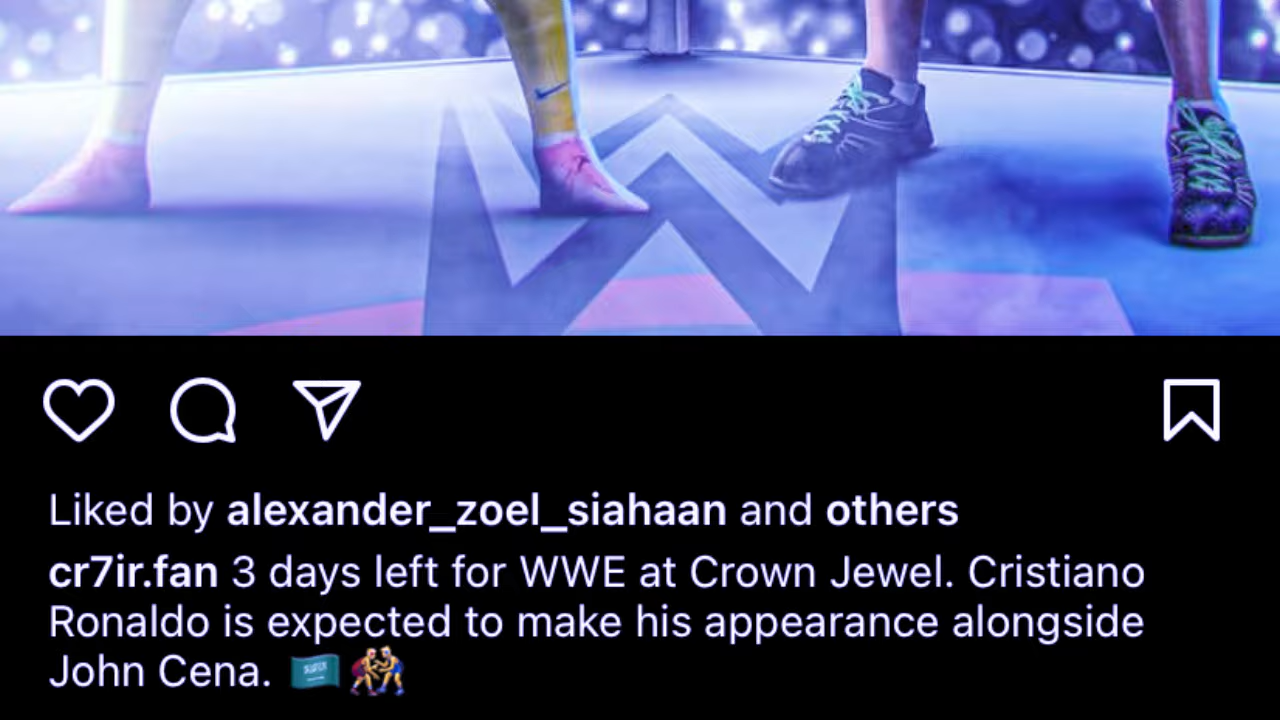 Liked by alexander_zoel_siahaan and others
cr7ir.fan 3 days left for WWE at Crown Jewel. Cristiano
Ronaldo is expected to make his appearance alongside
John Cena. 🇸🇦🤼